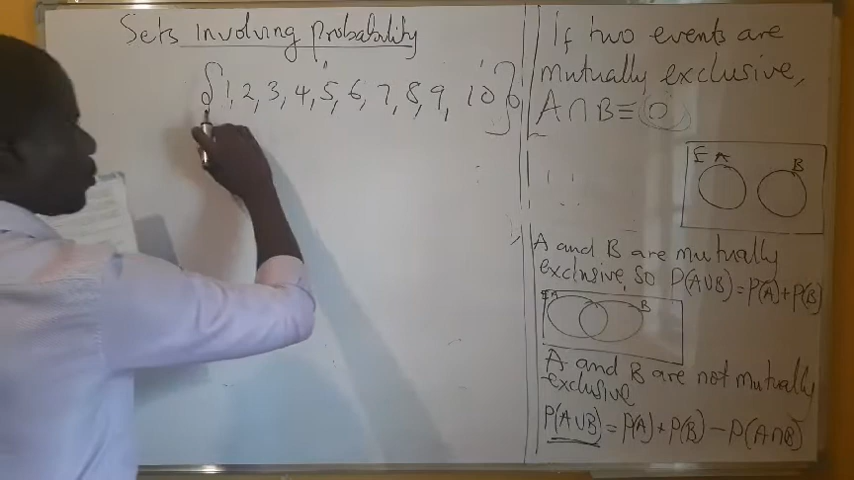 Sets involving probability
{1, 2, 3, 4, 5, 6, 7, 8, 9, 10}
If two events are
mutually exclusive,
A∩B≡0
E A B
A and B are mutually
exclusive, so P(A∪B) = P(A)+P(B)
E A B
A and B are not mutually
exclusive
P(A∪B) = P(A)+P(B) - P(A∩B)